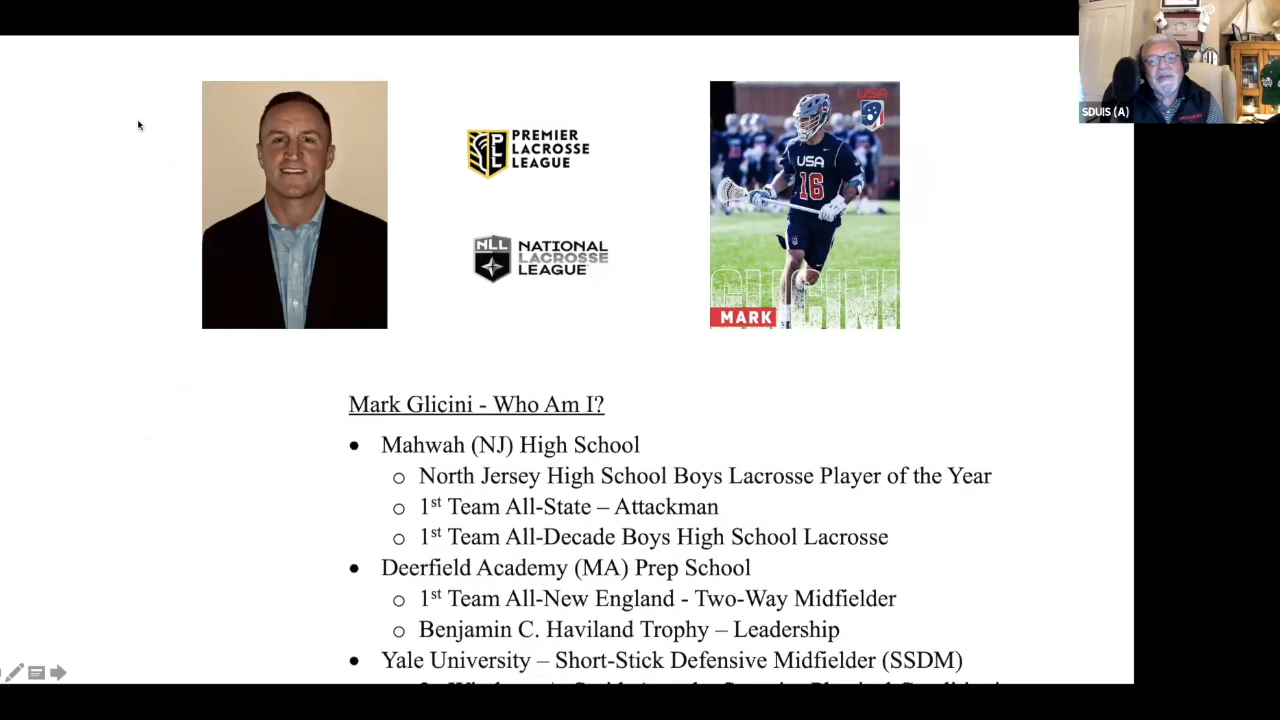 PREMIER
LACROSSE
LEAGUE
NLL
NATIONAL
LACROSSE
LEAGUE
USA
USA
16
GLICINI
MARK
SDUIS (A)
Mark Glicini - Who Am I?
• Mahwah (NJ) High School
o North Jersey High School Boys Lacrosse Player of the Year
o 1st Team All-State – Attackman
o 1st Team All-Decade Boys High School Lacrosse
• Deerfield Academy (MA) Prep School
o 1st Team All-New England - Two-Way Midfielder
o Benjamin C. Haviland Trophy – Leadership
• Yale University – Short-Stick Defensive Midfielder (SSDM)